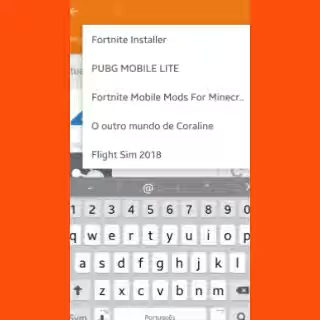 Fortnite Installer
PUBG MOBILE LITE
Fortnite Mobile Mods For Minecr..
O outro mundo de Coraline
Flight Sim 2018
@
1 2 3 4 5 6 7 8 9 0
q w e r t y u i o p
a s d f g h j k l
z x c v b n m
Sym Português